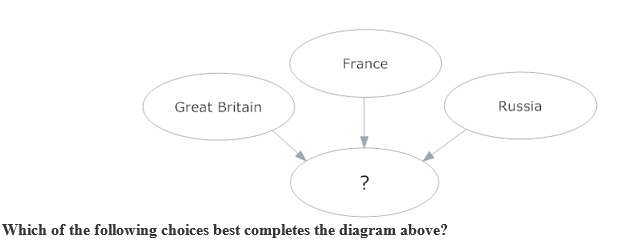 France
Great Britain
Russia
?
Which of the following choices best completes the diagram above?